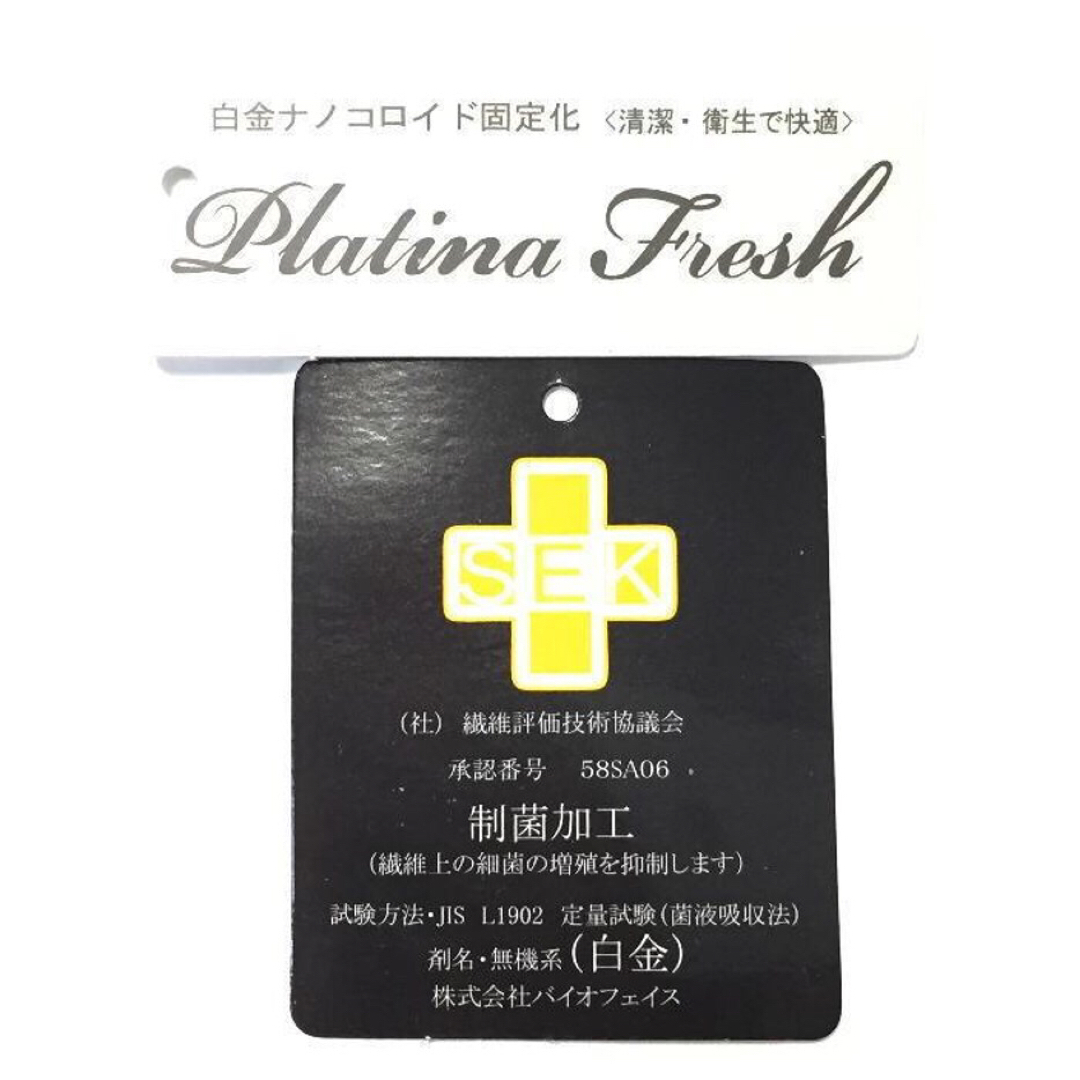 白金ナノコロイド固定化 〈清潔・衛生で快適〉
Platina Fresh
SEK
(社) 繊維評価技術協議会
承認番号 58SA06
制菌加工
(繊維上の細菌の増殖を抑制します)
試験方法・JIS L1902 定量試験(菌液吸収法)
剤名・無機系(白金)
株式会社バイオフェイス